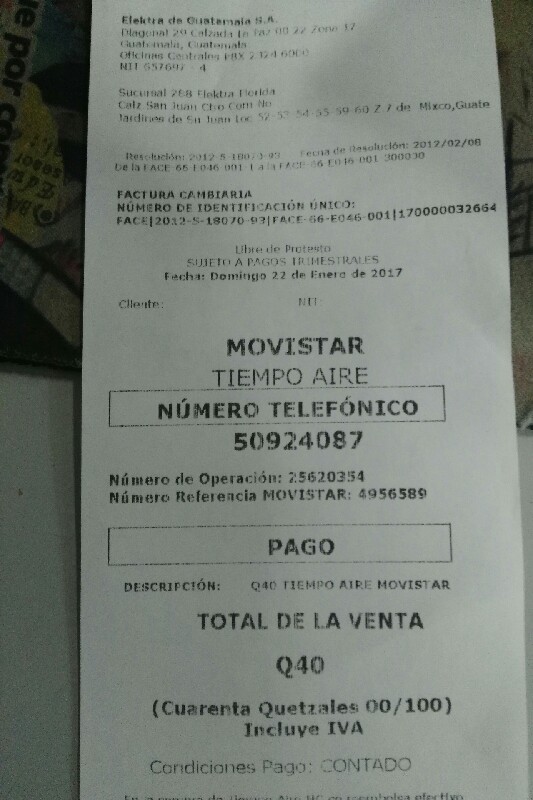 Elektra de Guatemala S.A.
Diagonal 29 Calzada La Paz 00 22 Zona 17
Guatemala, Guatemala
Oficinas Centrales PBX 2324 6000
NIT 657697 - 4
Sucursal 268 Elektra Florida
Calz San Juan Cho Com No
Jardines de Sn Juan Loc 52-53-54-55-59-60 Z 7 de Mixco,Guate
Resolución: 2012-5-18070-93 Fecha de Resolución: 2012/02/08
De la FACE-66-E046-001-1 a la FACE-66-E046-001-300000
FACTURA CAMBIARIA
NÚMERO DE IDENTIFICACIÓN ÚNICO:
FACE|2012-5-18070-93|FACE-66-E046-001|170000032664
Libre de Protesto
SUJETO A PAGOS TRIMESTRALES
Fecha: Domingo 22 de Enero de 2017
Cliente: NIT:
MOVISTAR
TIEMPO AIRE
NÚMERO TELEFÓNICO
50924087
Número de Operación: 25620354
Número Referencia MOVISTAR: 4956589
PAGO
DESCRIPCIÓN: Q40 TIEMPO AIRE MOVISTAR
TOTAL DE LA VENTA
Q40
(Cuarenta Quetzales 00/100)
Incluye IVA
Condiciones Pago: CONTADO